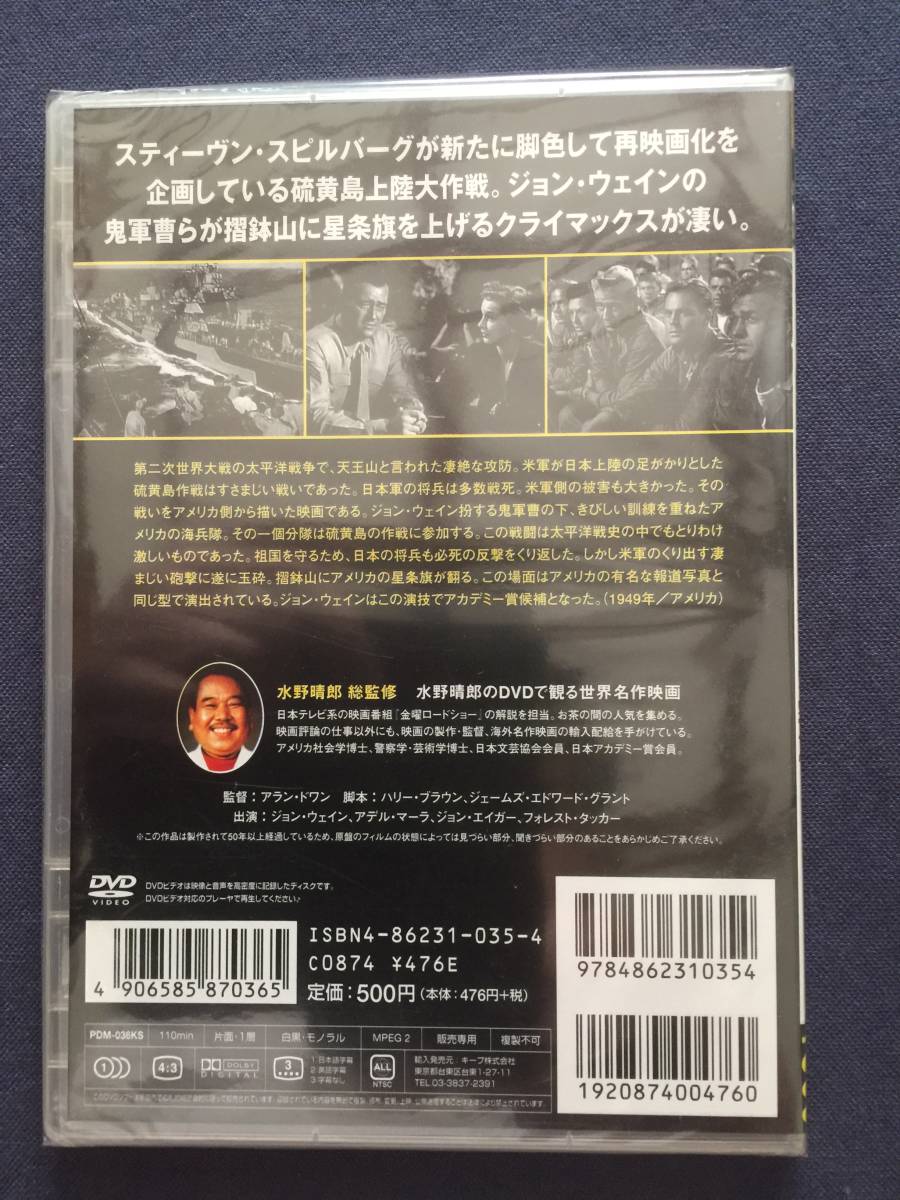 スティーヴン・スピルバーグが新たに脚色して再映画化を
企画している硫黄島上陸大作戦。ジョン・ウェインの
鬼軍曹らが摺鉢山に星条旗を上げるクライマックスが凄い。
第二次世界大戦の太平洋戦争で、天王山と言われた凄絶な攻防。米軍が日本上陸の足がかりとした
硫黄島作戦はすさまじい戦いであった。日本軍の将兵は多数戦死。米軍側の被害も大きかった。その
戦いをアメリカ側から描いた映画である。ジョン・ウェイン扮する鬼軍曹の下、きびしい訓練を重ねたア
メリカの海兵隊。その一個分隊は硫黄島の作戦に参加する。この戦闘は太平洋戦史の中でもとりわけ
激しいものであった。祖国を守るため、日本の将兵も必死の反撃をくり返した。しかし米軍のくり出す凄
まじい砲撃に遂に玉砕。摺鉢山にアメリカの星条旗が翻る。この場面はアメリカの有名な報道写真と
同じ型で演出されている。ジョン・ウェインはこの演技でアカデミー賞候補となった。(1949年/アメリカ)
水野晴郎 総監修 水野晴郎のDVDで観る世界名作映画
日本テレビ系の映画番組『金曜ロードショー』の解説を担当。お茶の間の人気を集める。
映画評論の仕事以外にも、映画の製作・監督、海外名作映画の輸入配給を手がけている。
アメリカ社会学博士、警察学・芸術学博士、日本文芸協会会員、日本アカデミー賞会員。
監督：アラン・ドワン 脚本：ハリー・ブラウン、ジェームズ・エドワード・グラント
出演：ジョン・ウェイン、アデル・マーラ、ジョン・エイガー、フォレスト・タッカー
※この作品は製作されて50年以上経過しているため、原盤のフィルムの状態によっては見づらい部分、聞きづらい部分のあることをあらかじめご了承ください。
DVD VIDEO
DVDビデオは映像と音声を高密度に記録したディスクです。
DVDビデオ対応のプレーヤで再生してください♪
ISBN4-86231-035-4
C0874 ¥476E
定価：500円(本体：476円+税)
4 906585 870365
9784862310354
1920874004760
PDM-036KS 110min 片面・1層 白黒・モノラル MPEG 2 販売専用 複製不可
1 4:3 DOLBY DIGITAL 3 1:日本語字幕 2:英語字幕 3:字幕なし ALL NTSC
輸入発売元：キープ株式会社
東京都台東区台東1-27-11
TEL 03-3837-2391